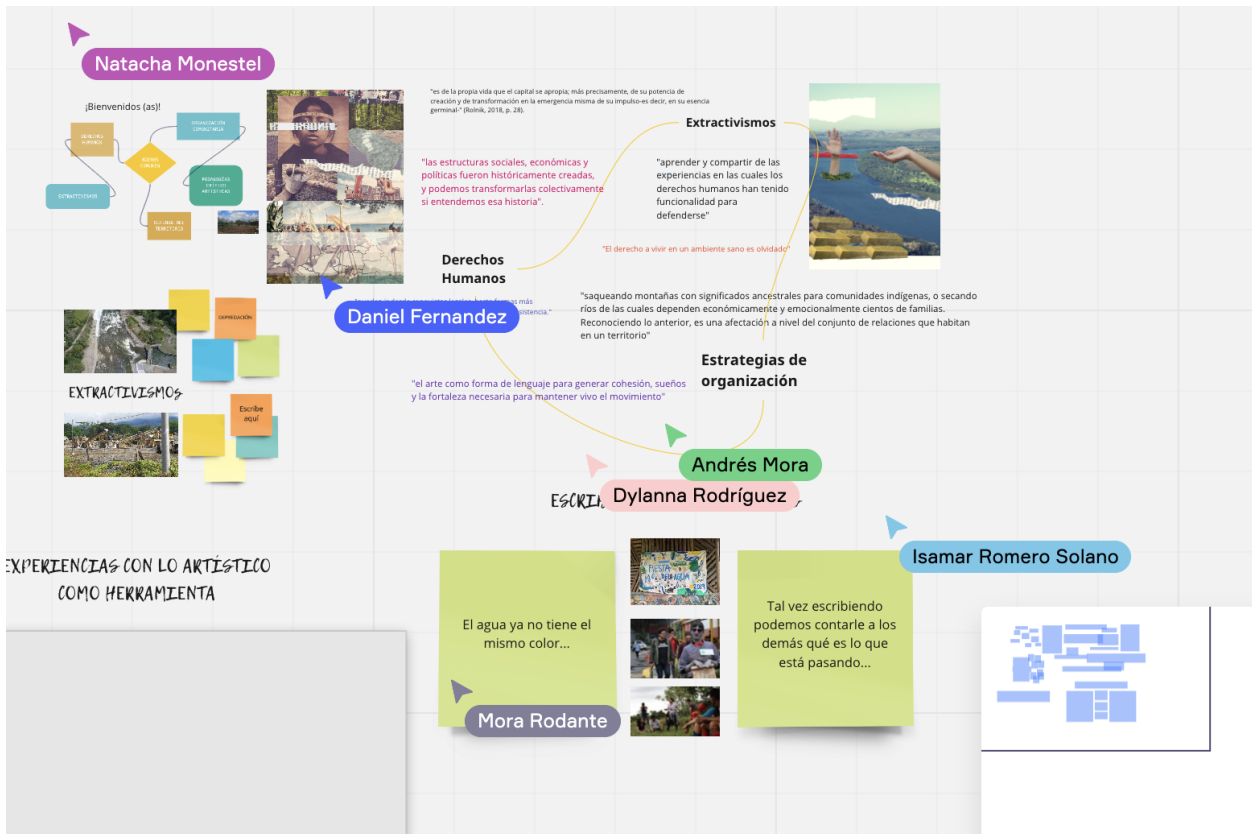 Natacha Monestel
¡Bienvenidos (as)!
DERECHOS
HUMANOS
ORGANIZACIÓN
COMUNITARIA
EXTRACTIVISMOS
ARTÍSTICAS
TERRITORIO
"es de la propia vida que el capital se apropia; más precisamente, de su potencia de
creación y de transformación en la emergencia misma de su impulso-es decir, en su esencia
germinal-" (Rolnik, 2018, p. 28).
Extractivismos
"las estructuras sociales, económicas y
políticas fueron históricamente creadas,
y podemos transformarlas colectivamente
si entendemos esa historia".
"aprender y compartir de las
experiencias en las cuales los
derechos humanos han tenido
funcionalidad para
defenderse"
"El derecho a vivir en un ambiente sano es olvidado"
Derechos
Humanos
formas más
Daniel Fernandez
sistencia."
"saqueando montañas con significados ancestrales para comunidades indígenas, o secando
ríos de las cuales dependen económicamente y emocionalmente cientos de familias.
Reconociendo lo anterior, es una afectación a nivel del conjunto de relaciones que habitan
en un territorio"
Estrategias de
organización
"el arte como forma de lenguaje para generar cohesión, sueños
y la fortaleza necesaria para mantener vivo el movimiento"
DEPREDACIÓN
EXTRACTIVISMOS
Escribe
aquí
Andrés Mora
Dylanna Rodríguez
ESCRI
Isamar Romero Solano
EXPERIENCIAS CON LO ARTÍSTICO
COMO HERRAMIENTA
El agua ya no tiene el
mismo color...
Tal vez escribiendo
podemos contarle a los
demás qué es lo que
está pasando...
Mora Rodante